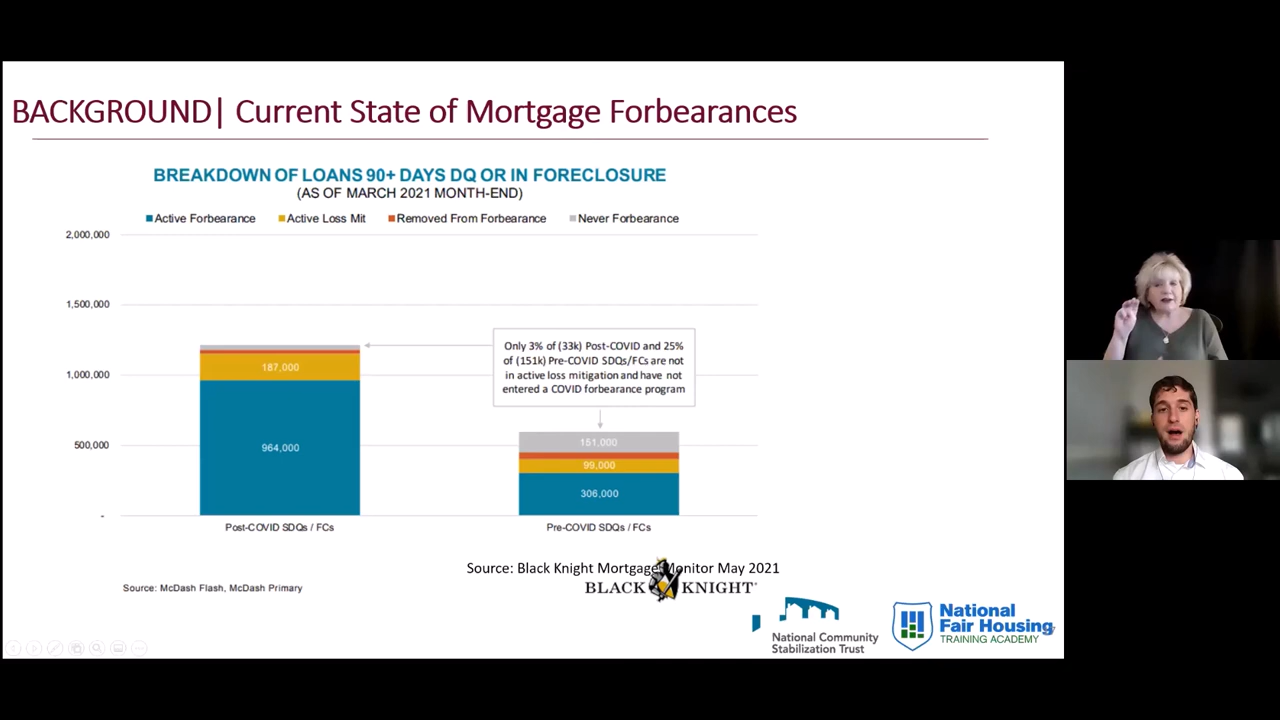 BACKGROUND| Current State of Mortgage Forbearances
BREAKDOWN OF LOANS 90+ DAYS DQ OR IN FORECLOSURE
(AS OF MARCH 2021 MONTH-END)
Active Forbearance Active Loss Mit Removed From Forbearance Never Forbearance
2,000,000
1,500,000
1,000,000
500,000
-
187,000
964,000
Only 3% of (33k) Post-COVID and 25%
of (151k) Pre-COVID SDQs/FCs are not
in active loss mitigation and have not
entered a COVID forbearance program
151,000
99,000
306,000
Post-COVID SDQs / FCs Pre-COVID SDQs / FCs
Source: Black Knight Mortgage Monitor May 2021
Source: McDash Flash, McDash Primary
BLACK KNIGHT
National Community
Stabilization Trust
National
Fair Housing
TRAINING ACADEMY